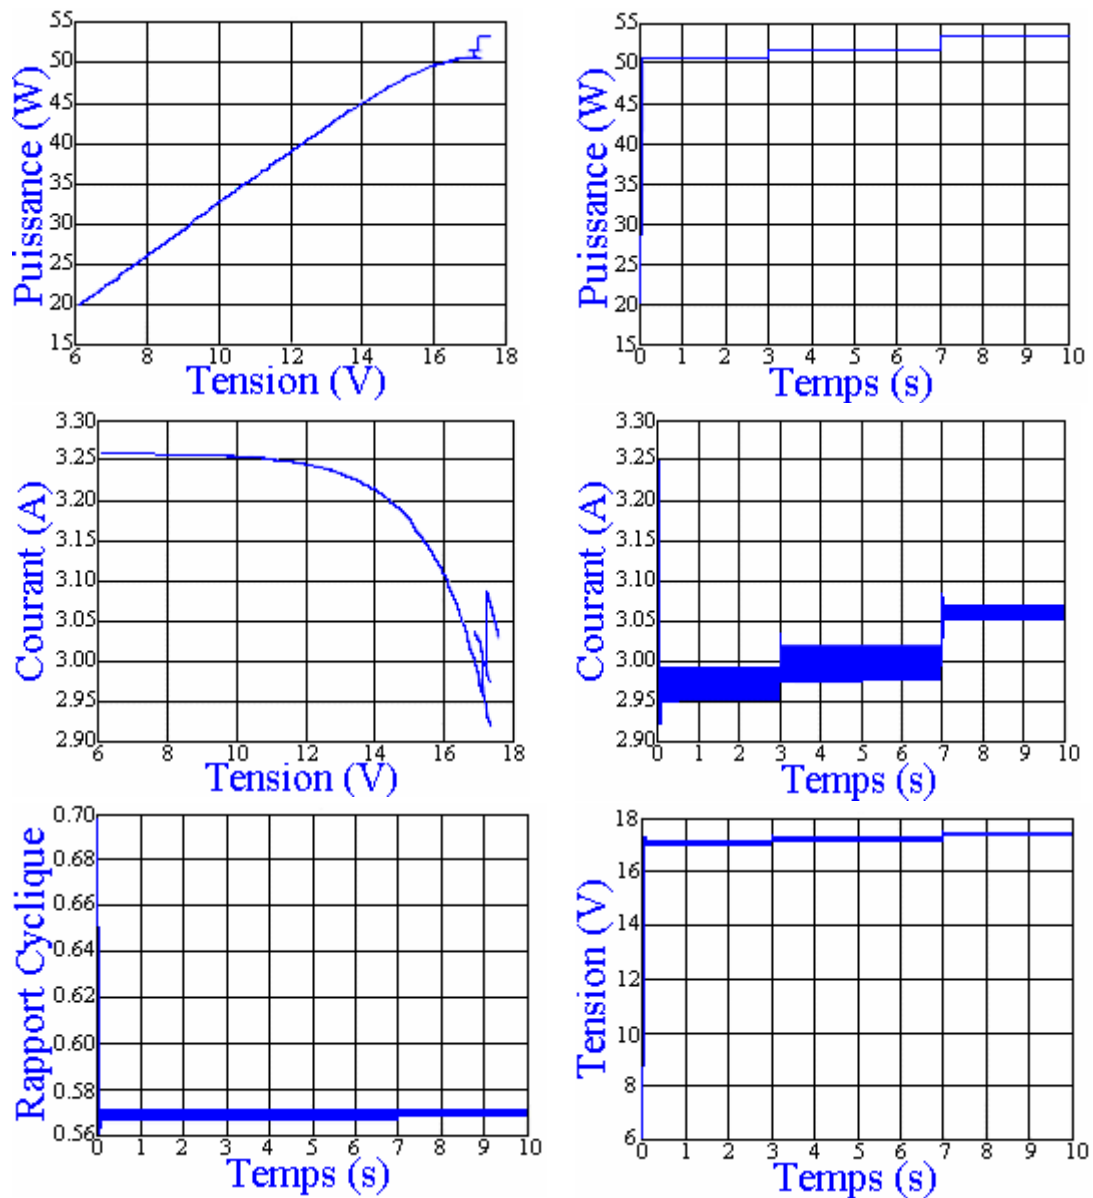 Puissance (W)
55
50
45
40
35
30
25
20
15
6 8 10 12 14 16 18
Tension (V)
Puissance (W)
55
50
45
40
35
30
25
20
15
0 1 2 3 4 5 6 7 8 9 10
Temps (s)
Courant (A)
3.30
3.25
3.20
3.15
3.10
3.05
3.00
2.95
2.90
6 8 10 12 14 16 18
Tension (V)
Courant (A)
3.30
3.25
3.20
3.15
3.10
3.05
3.00
2.95
2.90
0 1 2 3 4 5 6 7 8 9 10
Temps (s)
Rapport Cyclique
0.70
0.68
0.66
0.64
0.62
0.60
0.58
0.56
0 1 2 3 4 5 6 7 8 9 10
Temps (s)
Tension (V)
18
16
14
12
10
8
6
0 1 2 3 4 5 6 7 8 9 10
Temps (s)